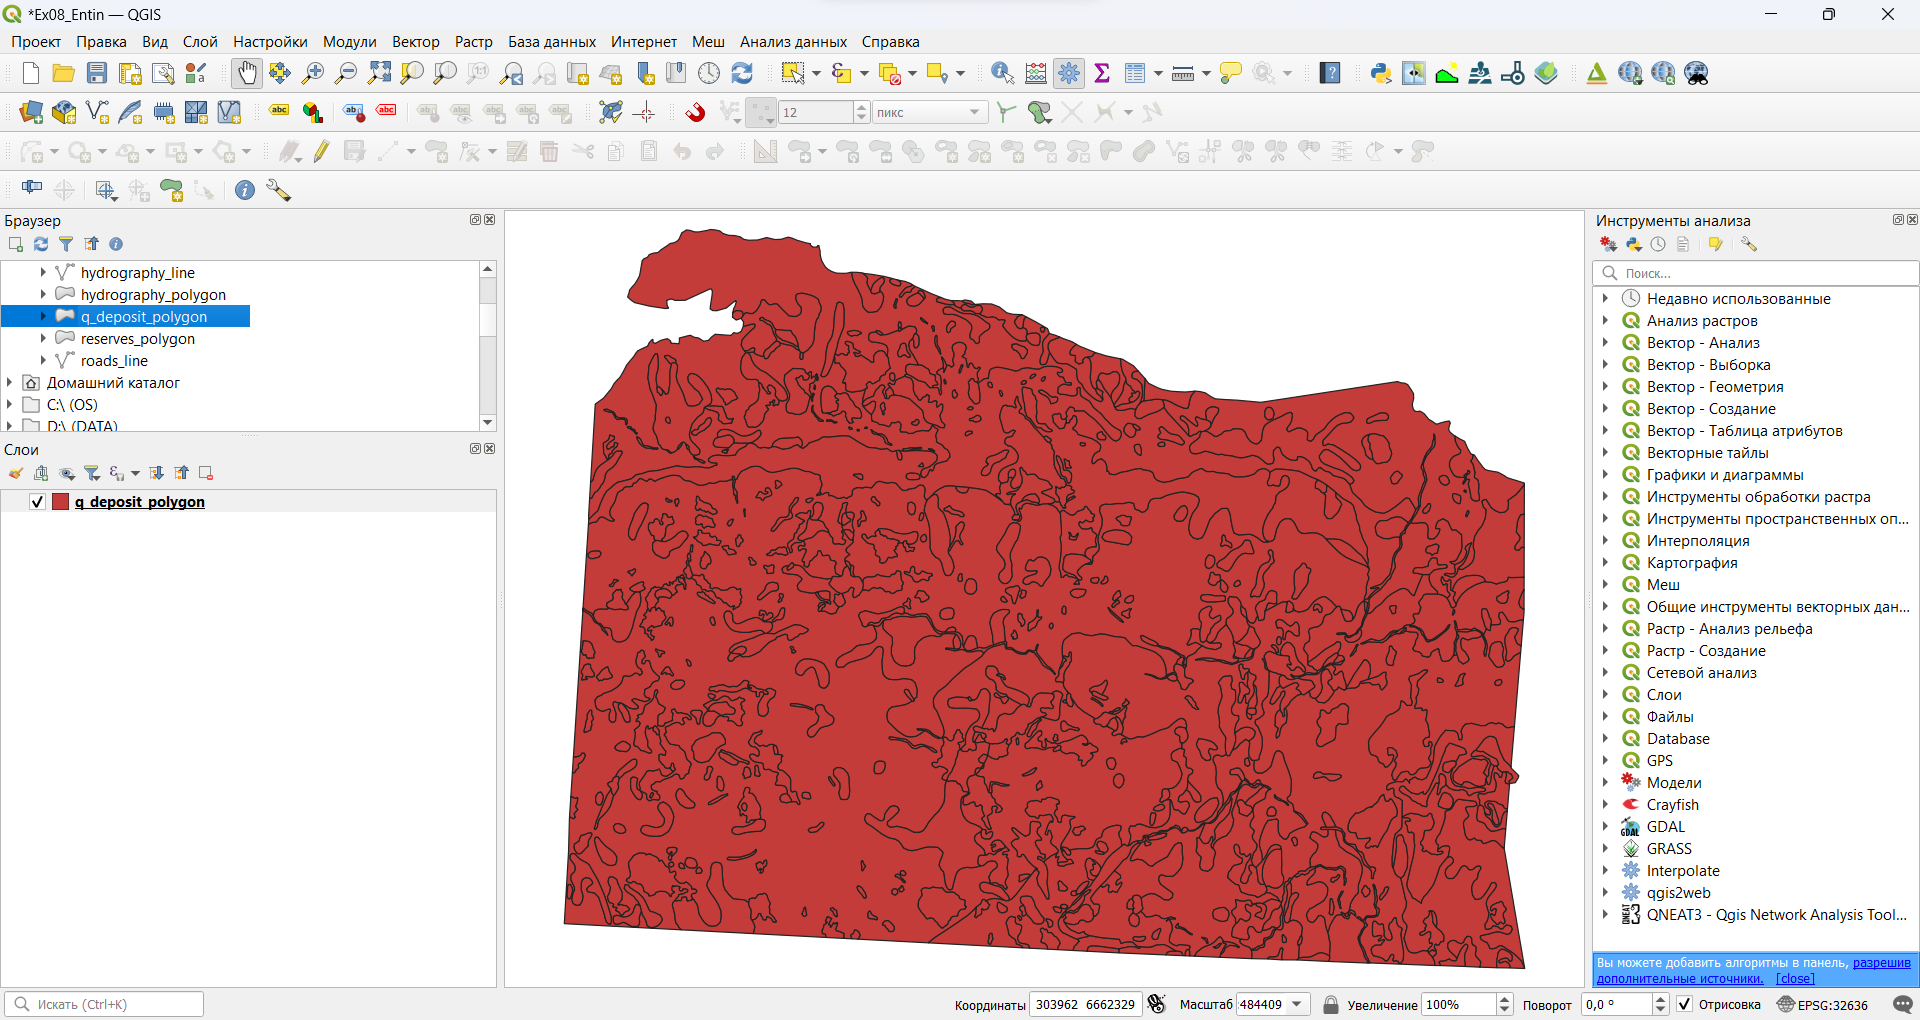 *Ex08_Entin — QGIS
Проект Правка Вид Слой Настройки Модули Вектор Растр База данных Интернет Меш Анализ данных Справка
1:1
abc ab abc
12 пикс
Браузер
hydrography_line
hydrography_polygon
q_deposit_polygon
reserves_polygon
roads_line
Домашний каталог
C:\ (OS)
D:\ (DATA)
Слои
q_deposit_polygon
Инструменты анализа
Поиск...
Недавно использованные
Анализ растров
Вектор - Анализ
Вектор - Выборка
Вектор - Геометрия
Вектор - Создание
Вектор - Таблица атрибутов
Векторные тайлы
Графики и диаграммы
Инструменты обработки растра
Инструменты пространственных оп...
Интерполяция
Картография
Меш
Общие инструменты векторных дан...
Растр - Анализ рельефа
Растр - Создание
Сетевой анализ
Слои
Файлы
Database
GPS
Модели
Crayfish
GDAL
GRASS
Interpolate
qgis2web
QNEAT3 - Qgis Network Analysis Tool...
Вы можете добавить алгоритмы в панель, разрешив
дополнительные источники. [close]
Искать (Ctrl+K) Координаты 303962 6662329 Масштаб 484409 Увеличение 100% Поворот 0,0 ° Отрисовка EPSG:32636